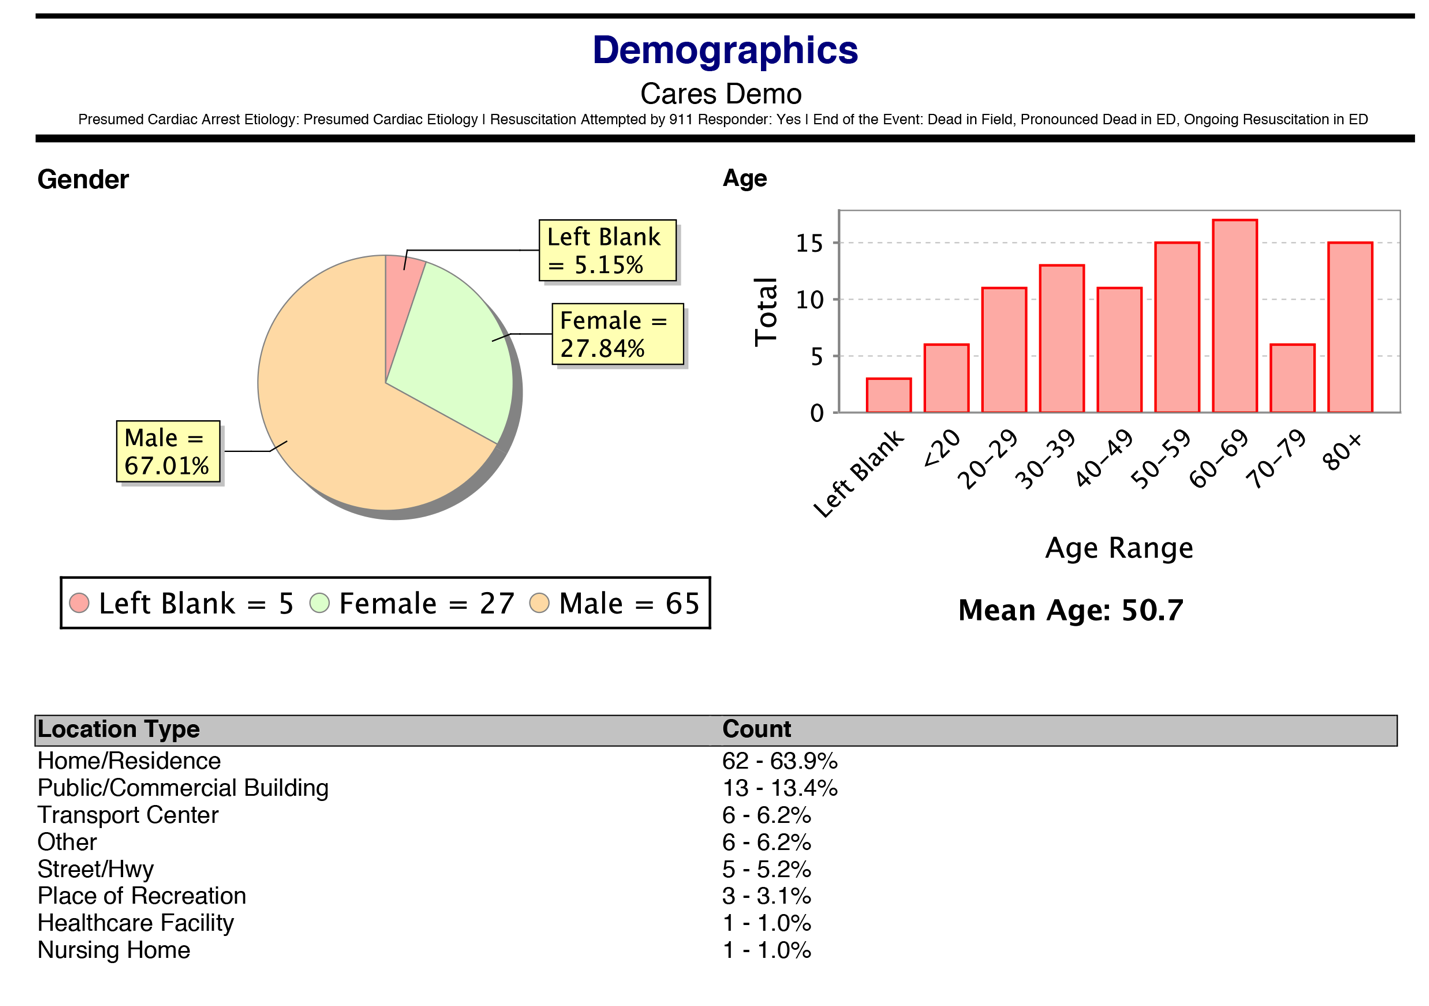 Demographics
Cares Demo
Presumed Cardiac Arrest Etiology: Presumed Cardiac Etiology | Resuscitation Attempted by 911 Responder: Yes | End of the Event: Dead in Field, Pronounced Dead in ED, Ongoing Resuscitation in ED
Gender
Left Blank
= 5.15%
Female =
27.84%
Male =
67.01%
Left Blank = 5 Female = 27 Male = 65
Age
Total
15
10
5
0
Left Blank
<20
20–29
30–39
40–49
50–59
60–69
70–79
80+
Age Range
Mean Age: 50.7
Location Type Count
Home/Residence 62 - 63.9%
Public/Commercial Building 13 - 13.4%
Transport Center 6 - 6.2%
Other 6 - 6.2%
Street/Hwy 5 - 5.2%
Place of Recreation 3 - 3.1%
Healthcare Facility 1 - 1.0%
Nursing Home 1 - 1.0%